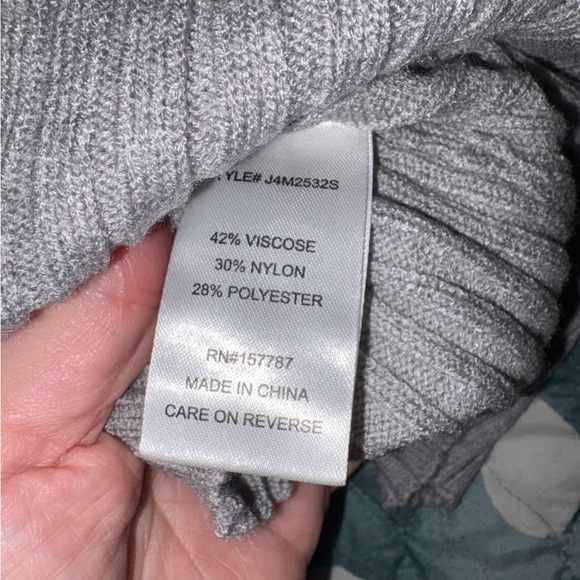 YLE# J4M2532S
42% VISCOSE
30% NYLON
28% POLYESTER
RN#157787
MADE IN CHINA
CARE ON REVERSE